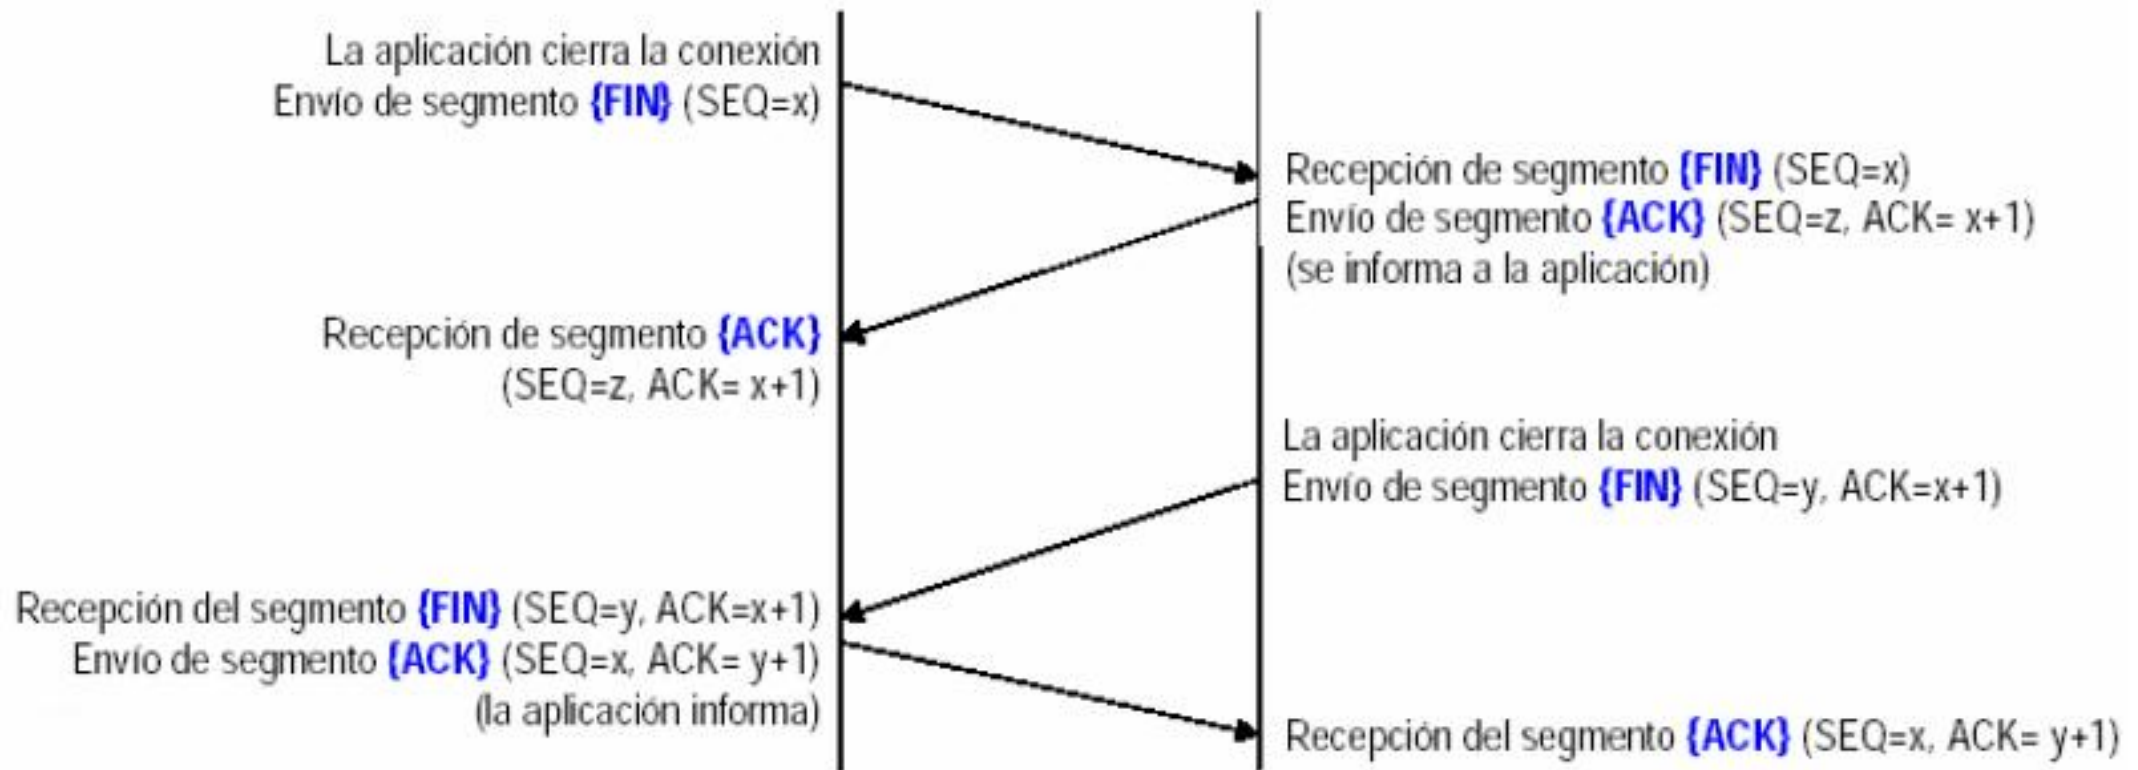 La aplicación cierra la conexión
Envío de segmento {FIN} (SEQ=x)
Recepción de segmento {FIN} (SEQ=x)
Envío de segmento {ACK} (SEQ=z, ACK= x+1)
(se informa a la aplicación)
Recepción de segmento {ACK}
(SEQ=z, ACK= x+1)
La aplicación cierra la conexión
Envío de segmento {FIN} (SEQ=y, ACK=x+1)
Recepción del segmento {FIN} (SEQ=y, ACK=x+1)
Envío de segmento {ACK} (SEQ=x, ACK= y+1)
(la aplicación informa)
Recepción del segmento {ACK} (SEQ=x, ACK= y+1)